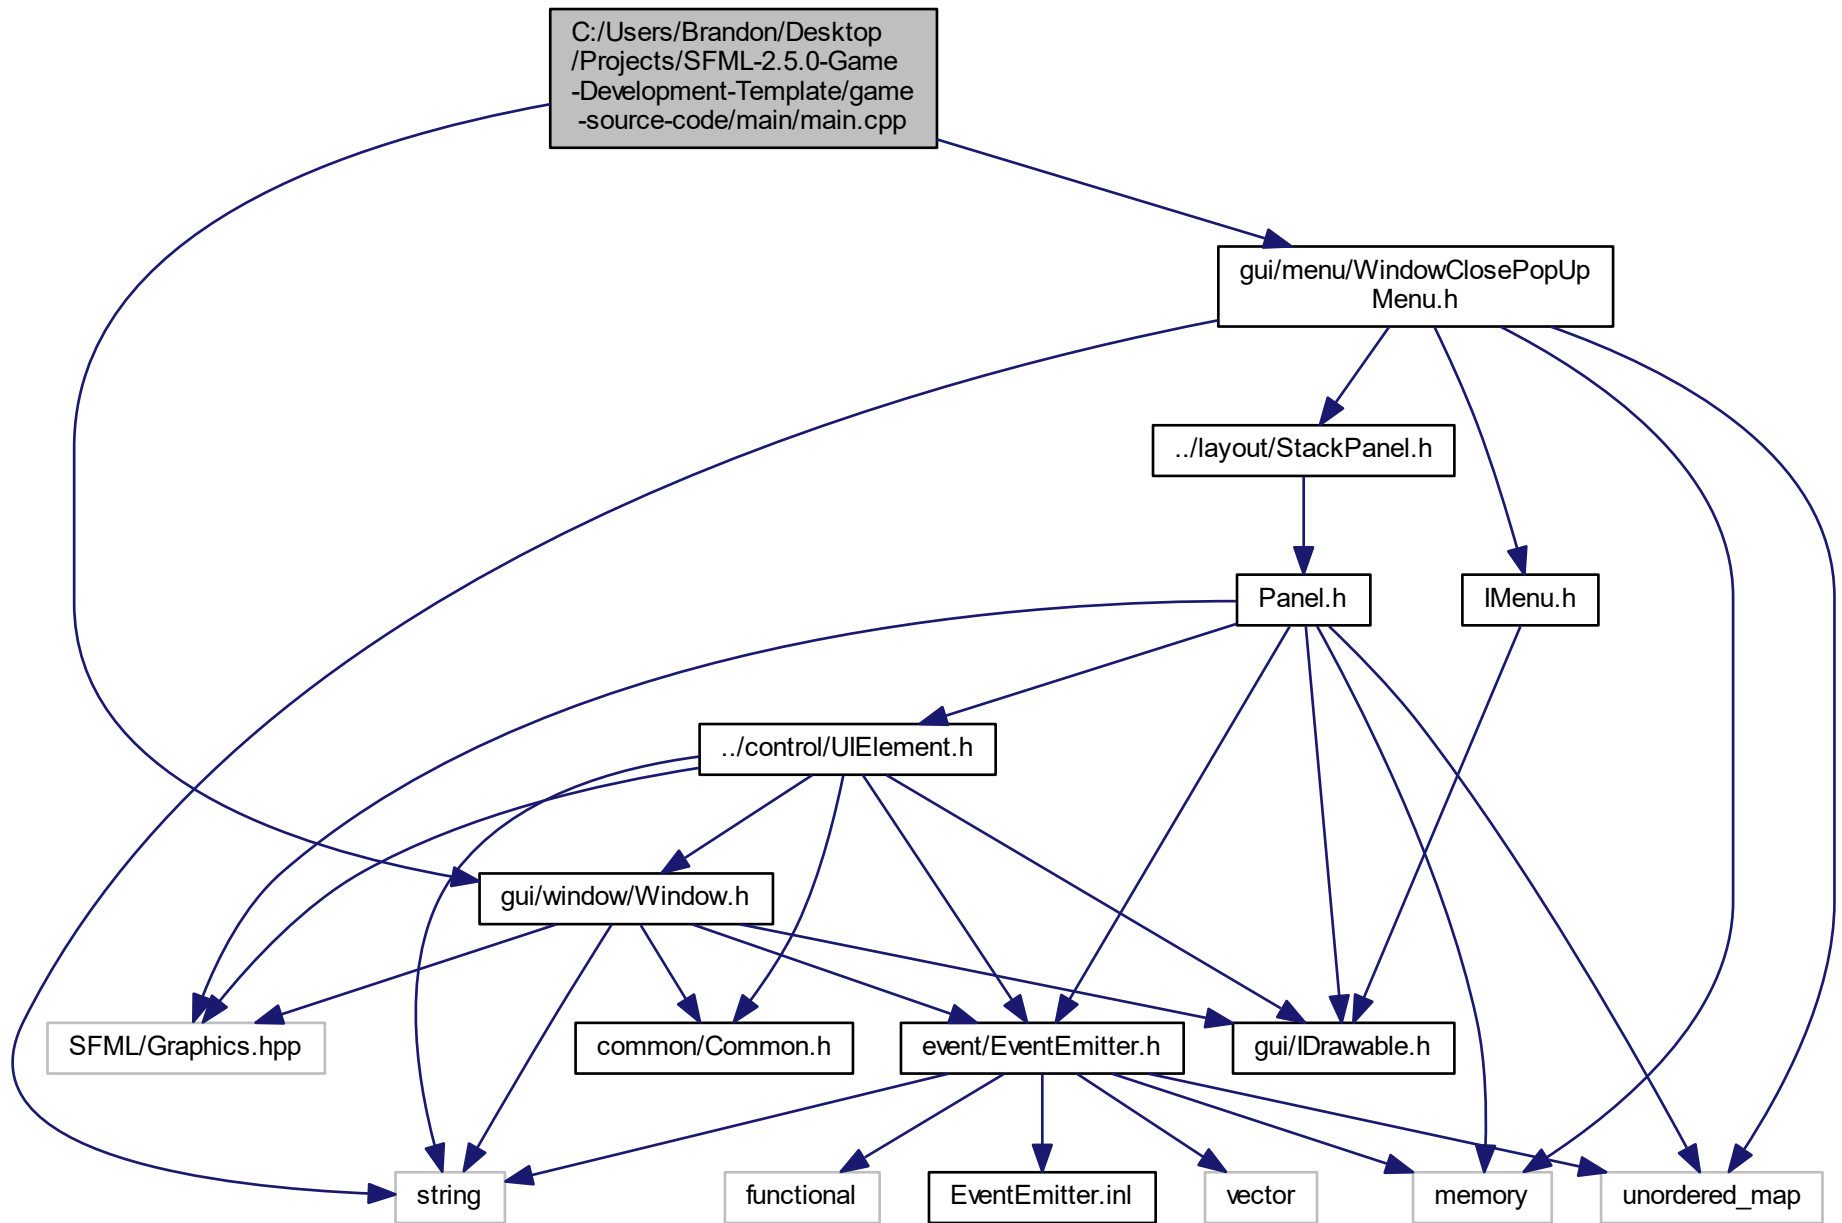 C:/Users/Brandon/Desktop
/Projects/SFML-2.5.0-Game
-Development-Template/game
-source-code/main/main.cpp
gui/menu/WindowClosePopUp
Menu.h
../layout/StackPanel.h
Panel.h
IMenu.h
../control/UIElement.h
gui/window/Window.h
SFML/Graphics.hpp
common/Common.h
event/EventEmitter.h
gui/IDrawable.h
string
functional
EventEmitter.inl
vector
memory
unordered_map